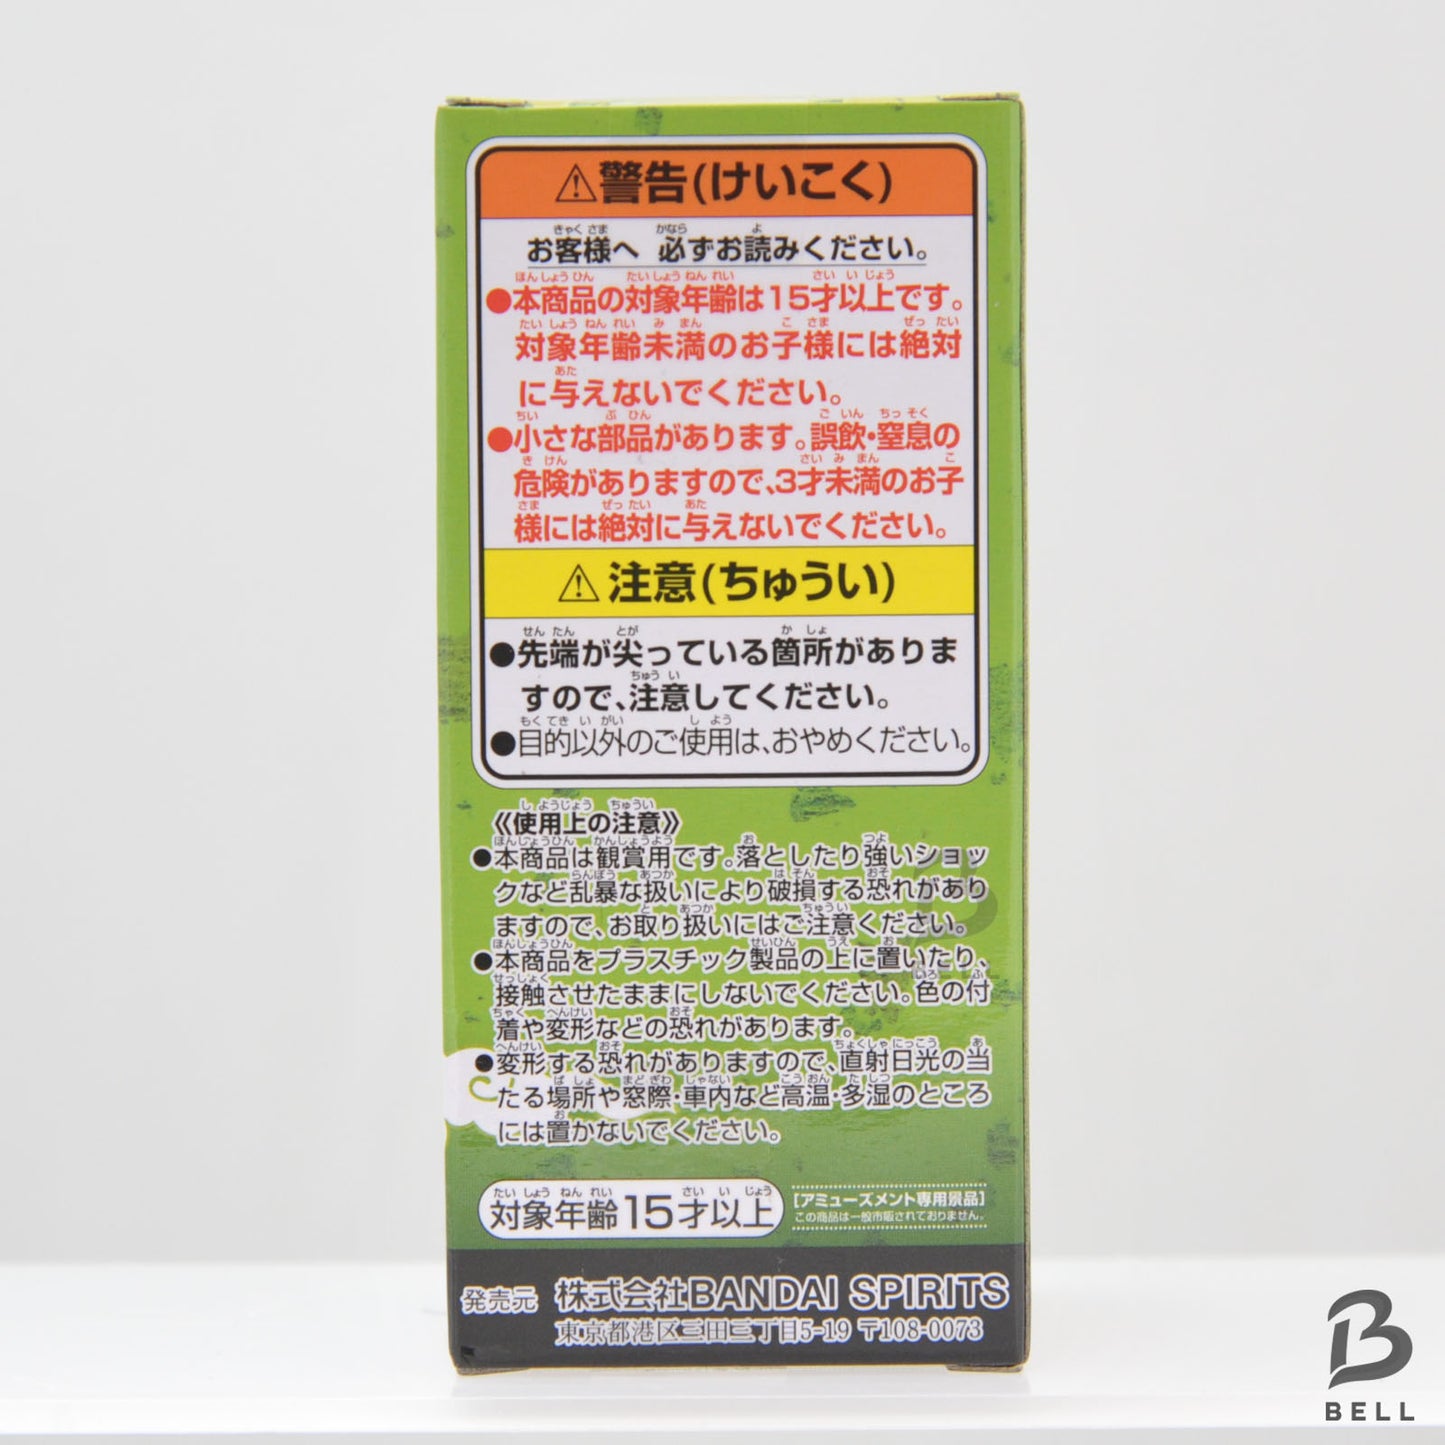 ⚠警告(けいこく)
お客様へ 必ずお読みください。
●本商品の対象年齢は15才以上です。
対象年齢未満のお子様には絶対
に与えないでください。
●小さな部品があります。誤飲・窒息の
危険がありますので、3才未満のお子
様には絶対に与えないでください。
⚠注意(ちゅうい)
●先端が尖っている箇所がありま
すので、注意してください。
●目的以外のご使用は、おやめください。
《使用上の注意》
●本商品は観賞用です。落としたり強いショッ
クなど乱暴な扱いにより破損する恐れがあり
ますので、お取り扱いにはご注意ください。
●本商品をプラスチック製品の上に置いたり、
接触させたままにしないでください。色の付
着や変形などの恐れがあります。
●変形する恐れがありますので、直射日光の当
たる場所や窓際・車内など高温・多湿のところ
には置かないでください。
対象年齢15才以上
[アミューズメント専用景品]
この商品は一般市販されておりません。
発売元 株式会社BANDAI SPIRITS
東京都港区三田三丁目5-19 〒108-0073
BELL